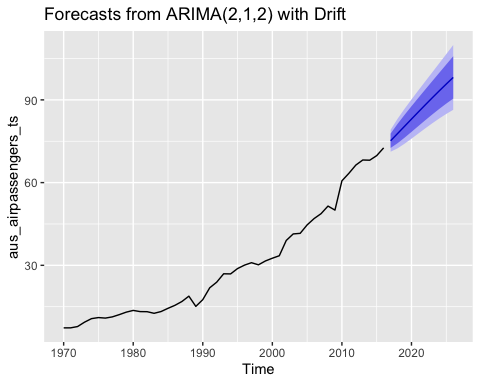 Forecasts from ARIMA(2,1,2) with Drift
aus_airpassengers_ts
90
60
30
1970 1980 1990 2000 2010 2020
Time